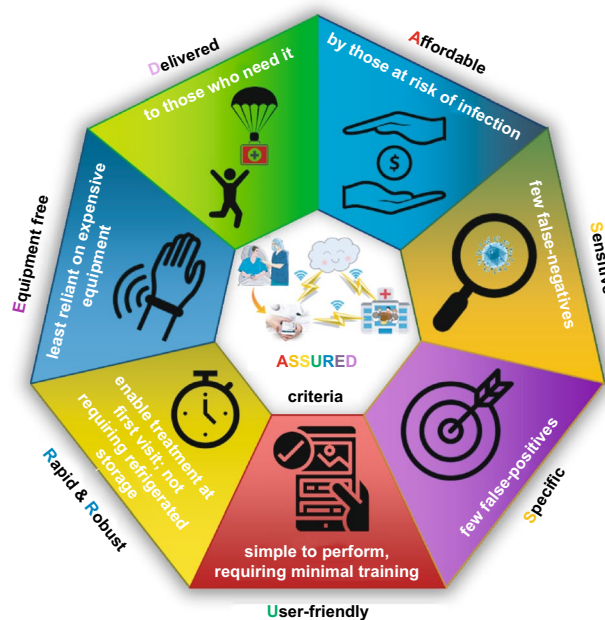 Affordable
by those at risk of infection
Sensitive
few false-negatives
Specific
few false-positives
User-friendly
simple to perform,
requiring minimal training
Rapid & Robust
enable treatment at
first visit; not
requiring refrigerated
storage
Equipment free
least reliant on expensive
equipment
Delivered
to those who need it
ASSURED
criteria
$